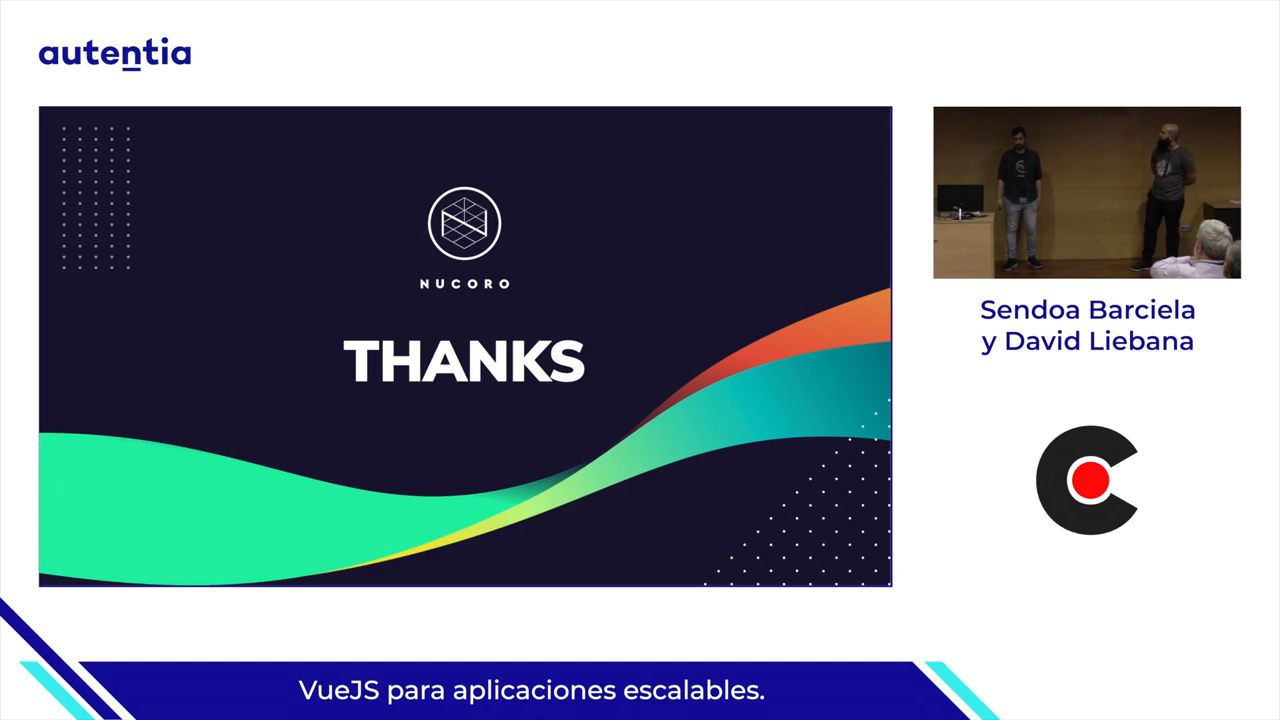 autentia
NUCORO
THANKS
Sendoa Barciela
y David Liebana
VueJS para aplicaciones escalables.